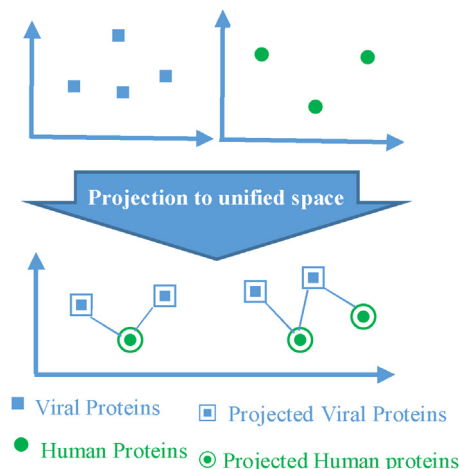 Projection to unified space
Viral Proteins
Projected Viral Proteins
Human Proteins
Projected Human proteins